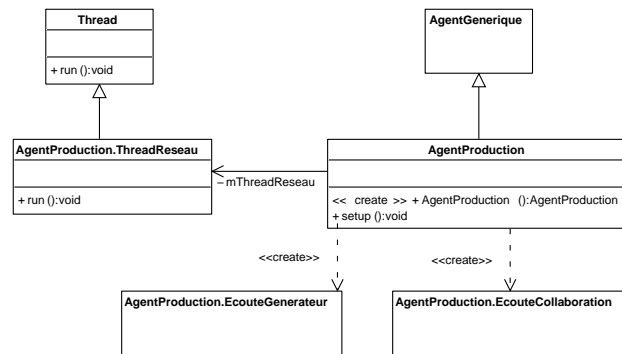 Thread
AgentGenerique
+ run ():void
AgentProduction.ThreadReseau
AgentProduction
– mThreadReseau
+ run ():void
<< create >> + AgentProduction ():AgentProduction
+ setup ():void
<<create>>
<<create>>
AgentProduction.EcouteGenerateur
AgentProduction.EcouteCollaboration